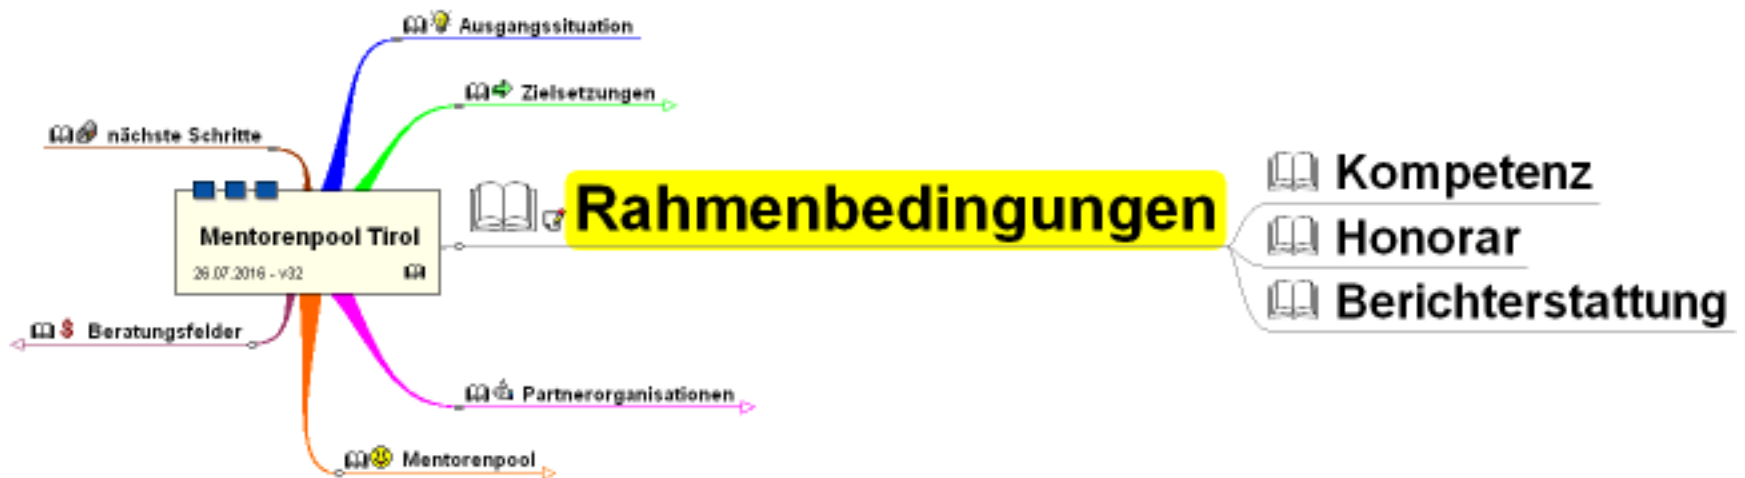 Ausgangssituation
Zielsetzungen
nächste Schritte
Rahmenbedingungen
Kompetenz
Honorar
Berichterstattung
Mentorenpool Tirol
26.07.2016 - v32
Beratungsfelder
Partnerorganisationen
Mentorenpool